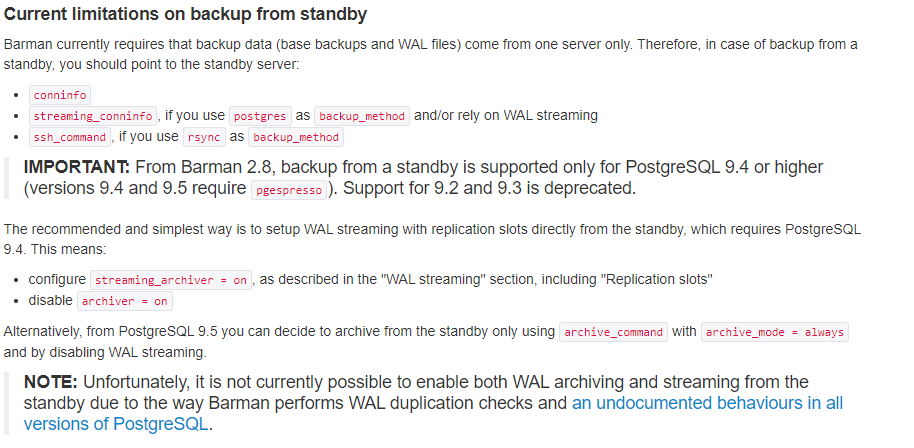 Current limitations on backup from standby
Barman currently requires that backup data (base backups and WAL files) come from one server only. Therefore, in case of backup from a
standby, you should point to the standby server:
• conninfo
• streaming_conninfo , if you use postgres as backup_method and/or rely on WAL streaming
• ssh_command , if you use rsync as backup_method
IMPORTANT: From Barman 2.8, backup from a standby is supported only for PostgreSQL 9.4 or higher
(versions 9.4 and 9.5 require pgespresso ). Support for 9.2 and 9.3 is deprecated.
The recommended and simplest way is to setup WAL streaming with replication slots directly from the standby, which requires PostgreSQL
9.4. This means:
• configure streaming_archiver = on , as described in the "WAL streaming" section, including "Replication slots"
• disable archiver = on
Alternatively, from PostgreSQL 9.5 you can decide to archive from the standby only using archive_command with archive_mode = always
and by disabling WAL streaming.
NOTE: Unfortunately, it is not currently possible to enable both WAL archiving and streaming from the
standby due to the way Barman performs WAL duplication checks and an undocumented behaviours in all
versions of PostgreSQL.